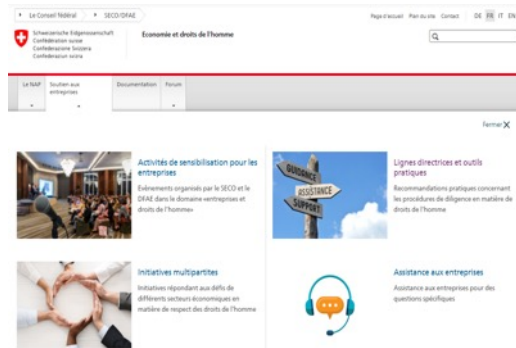 Le Conseil fédéral
SECO/DFAE
Page d'accueil Plan du site Contact DE FR IT EN
Schweizerische Eidgenossenschaft
Confédération suisse
Confederazione Svizzera
Confederaziun svizra
Economie et droits de l'homme
Le NAP
Soutien aux
entreprises
Documentation
Forum
Fermer X
Activités de sensibilisation pour les
entreprises
Evénements organisés par le SECO et le
DFAE dans le domaine «entreprises et
droits de l'homme»
GUIDANCE
ASSISTANCE
SUPPORT
Lignes directrices et outils
pratiques
Recommandations pratiques concernant
les procédures de diligence en matière de
droits de l'homme
Initiatives multipartites
Initiatives répondant aux défis de
différents secteurs économiques en
matière de respect des droits de l'homme
Assistance aux entreprises
Assistance aux entreprises pour des
questions spécifiques